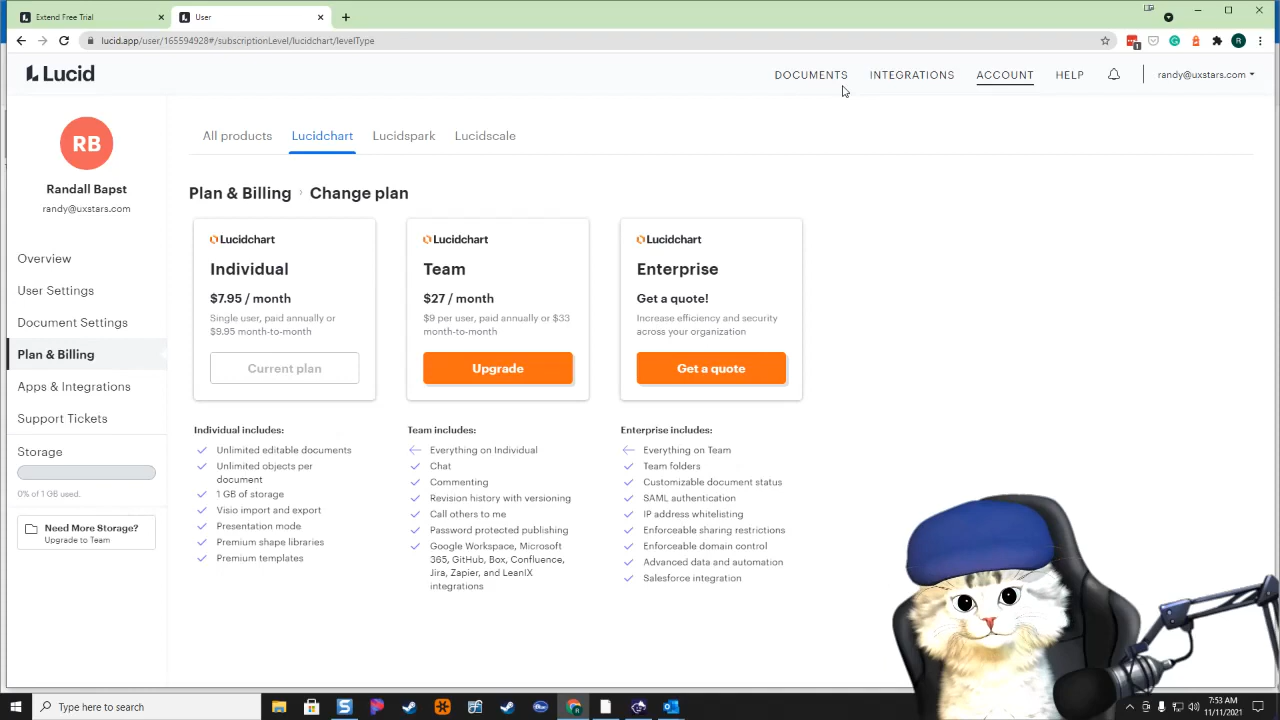 Extend Free Trial
User
lucid.app/user/165594928#/subscriptionLevel/lucidchart/levelType
R
Lucid
DOCUMENTS
INTEGRATIONS
ACCOUNT
HELP
randy@uxstars.com
RB
Randall Bapst
randy@uxstars.com
Overview
User Settings
Document Settings
Plan & Billing
Apps & Integrations
Support Tickets
Storage
0% of 1 GB used.
Need More Storage?
Upgrade to Team
All products
Lucidchart
Lucidspark
Lucidscale
Plan & Billing › Change plan
Lucidchart
Individual
$7.95 / month
Single user, paid annually or
$9.95 month-to-month
Current plan
Individual includes:
Unlimited editable documents
Unlimited objects per
document
1 GB of storage
Visio import and export
Presentation mode
Premium shape libraries
Premium templates
Lucidchart
Team
$27 / month
$9 per user, paid annually or $33
month-to-month
Upgrade
Team includes:
Everything on Individual
Chat
Commenting
Revision history with versioning
Call others to me
Password protected publishing
Google Workspace, Microsoft
365, GitHub, Box, Confluence,
Jira, Zapier, and LeanIX
integrations
Lucidchart
Enterprise
Get a quote!
Increase efficiency and security
across your organization
Get a quote
Enterprise includes:
Everything on Team
Team folders
Customizable document status
SAML authentication
IP address whitelisting
Enforceable sharing restrictions
Enforceable domain control
Advanced data and automation
Salesforce integration
Type here to search
7:53 AM
11/11/2021